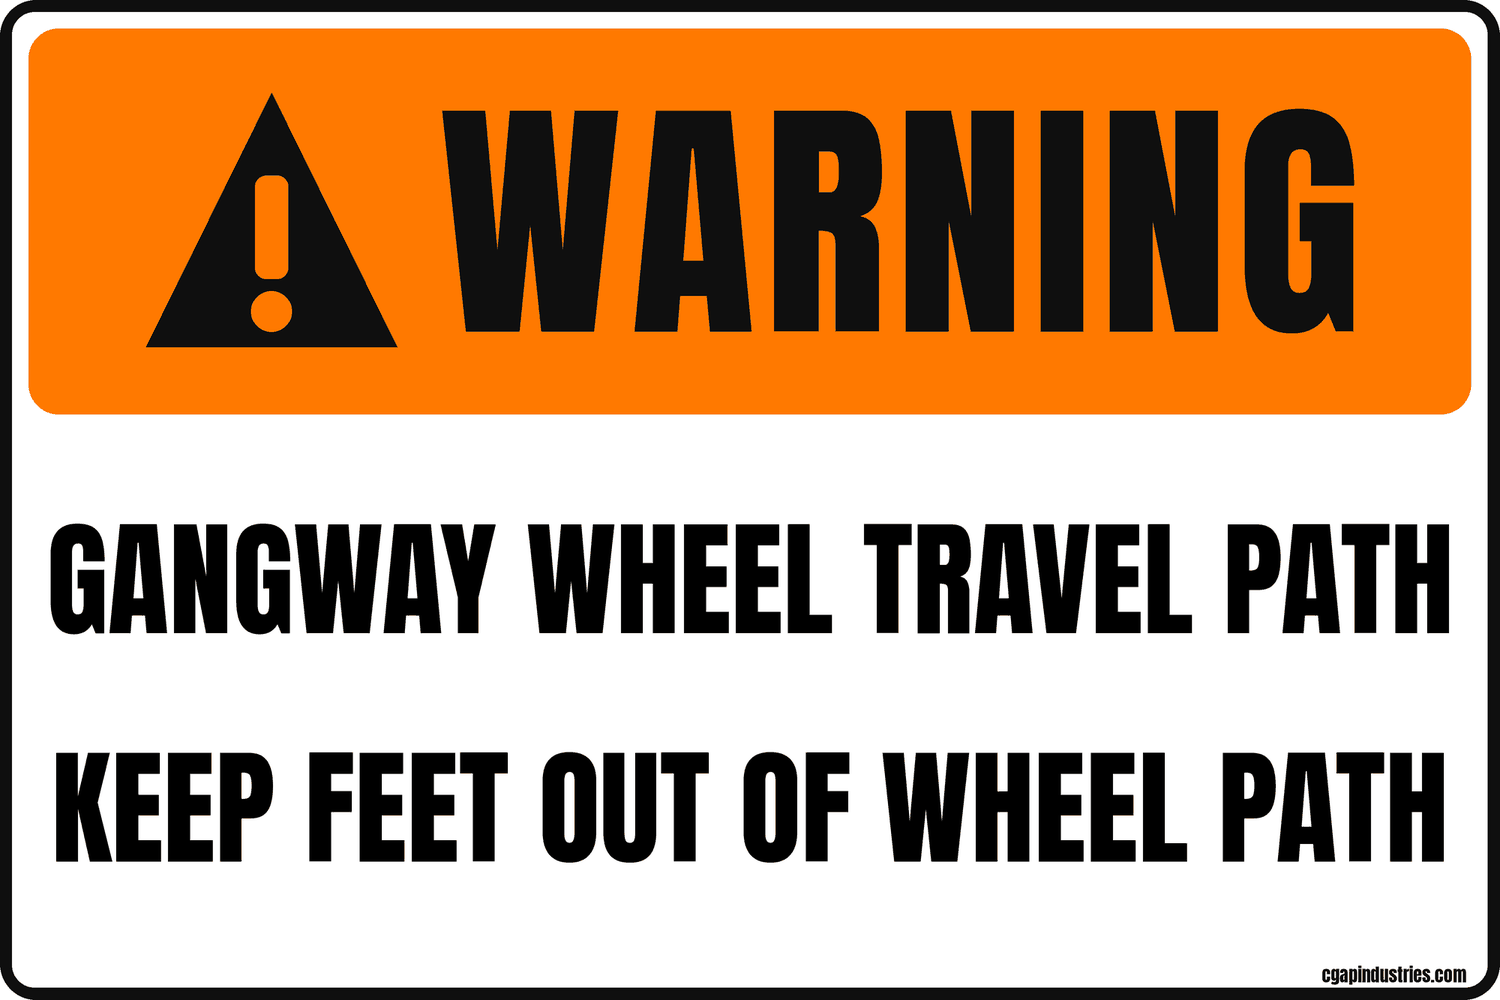 WARNING
GANGWAY WHEEL TRAVEL PATH
KEEP FEET OUT OF WHEEL PATH
cgapindustries.com